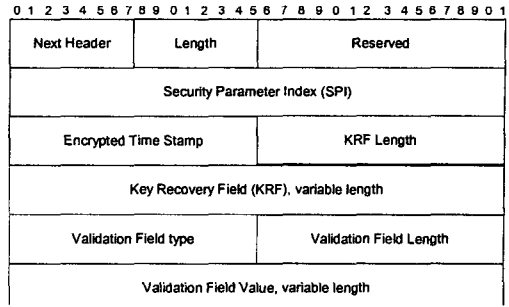 0 1 2 3 4 5 6 7 8 9 0 1 2 3 4 5 6 7 8 9 0 1 2 3 4 5 6 7 8 9 0 1
Next Header Length Reserved
Security Parameter Index (SPI)
Encrypted Time Stamp KRF Length
Key Recovery Field (KRF), variable length
Validation Field type Validation Field Length
Validation Field Value, variable length